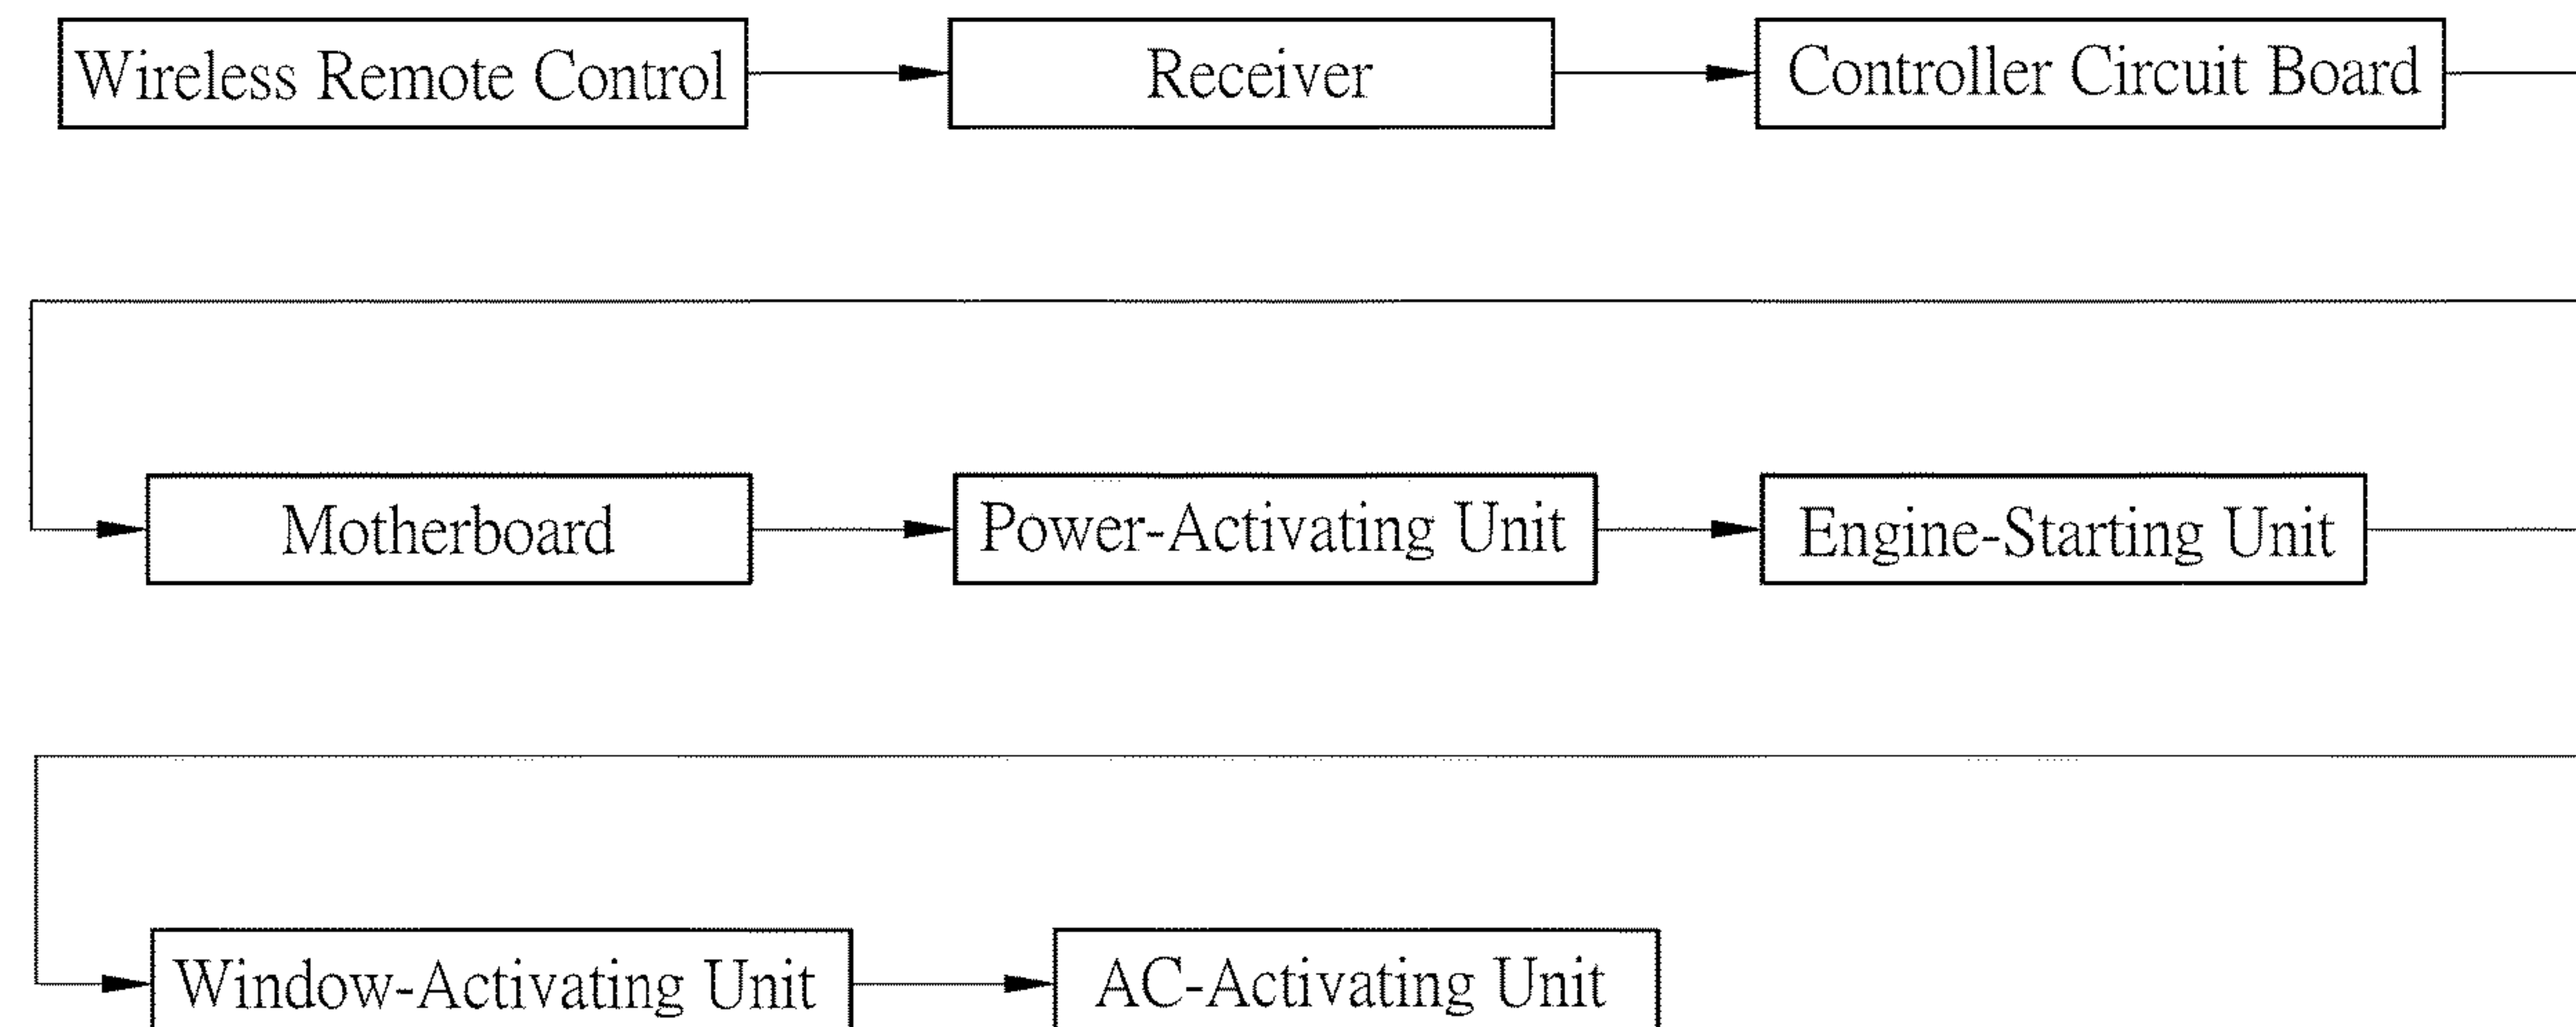 Wireless Remote Control
Receiver
Controller Circuit Board
Motherboard
Power-Activating Unit
Engine-Starting Unit
Window-Activating Unit
AC-Activating Unit